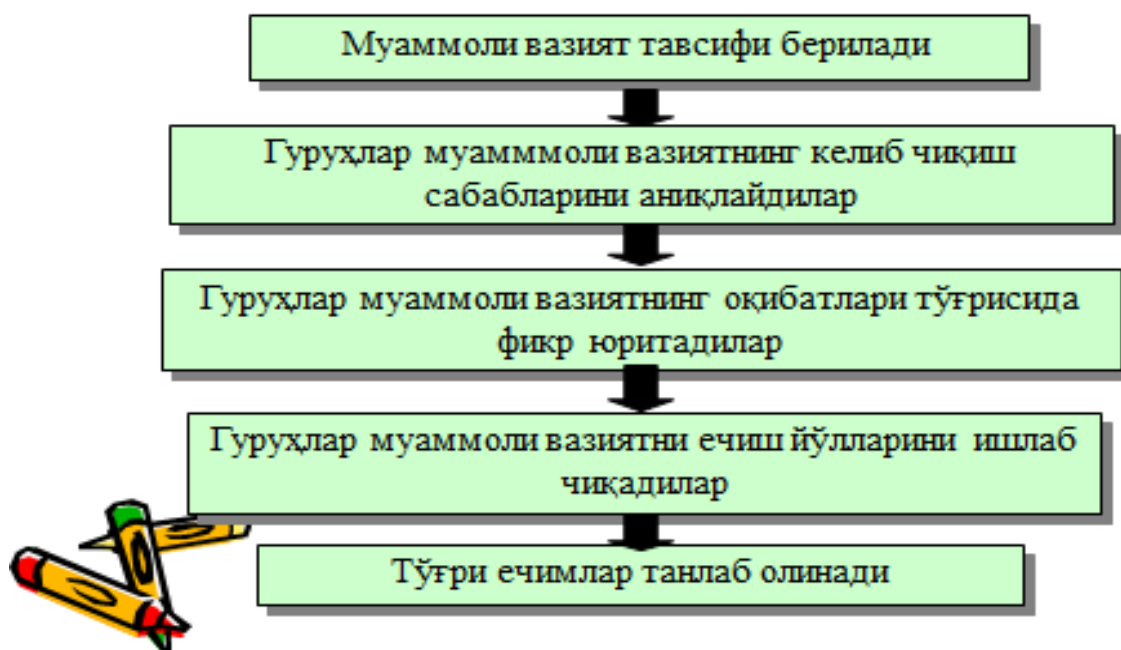 Муаммоли вазият тавсифи берилади
Гуруҳлар муамммоли вазиятнинг келиб чиқиш
сабабларини аниқлайдилар
Гуруҳлар муаммоли вазиятнинг оқибатлари тўғрисида
фикр юритадилар
Гуруҳлар муаммоли вазиятни ечиш йўлларини ишлаб
чиқадилар
Тўғри ечимлар танлаб олинади